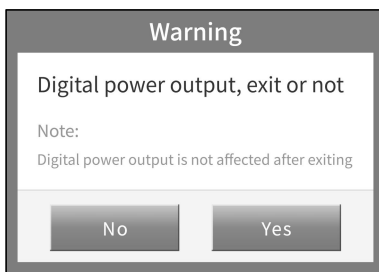 Warning
Digital power output, exit or not
Note:
Digital power output is not affected after exiting
No
Yes